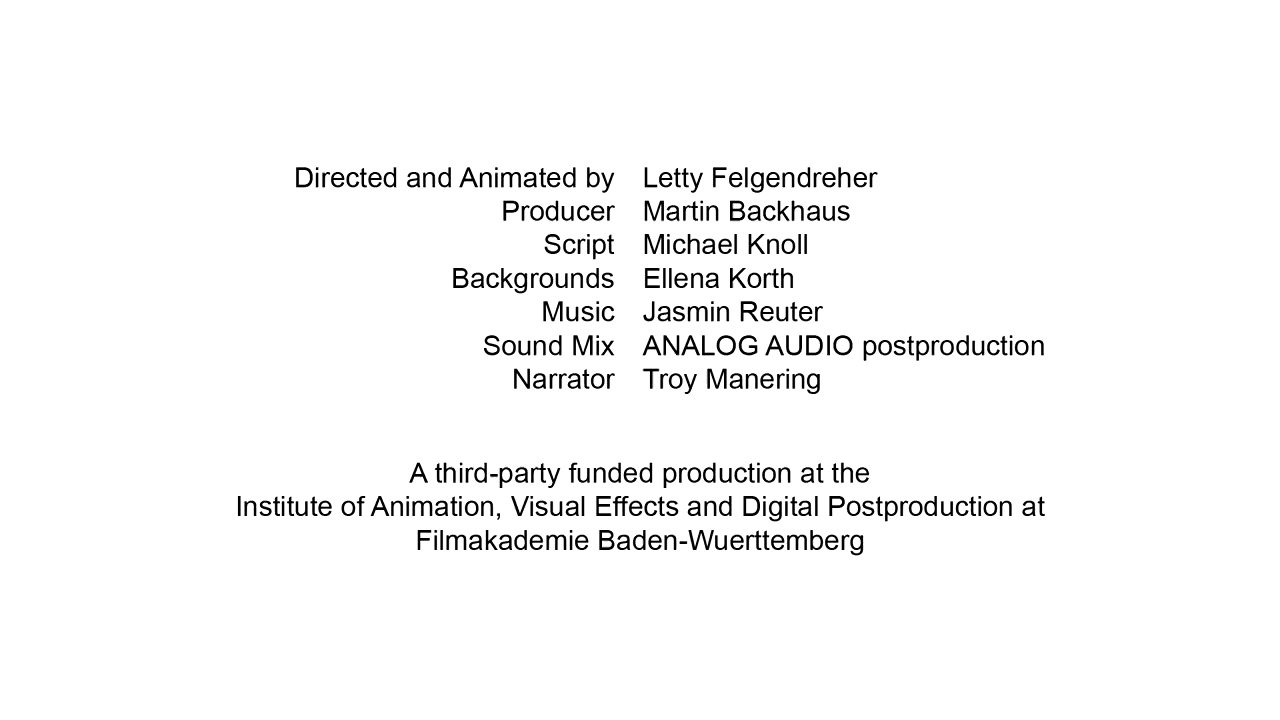 Directed and Animated by Letty Felgendreher
Producer Martin Backhaus
Script Michael Knoll
Backgrounds Ellena Korth
Music Jasmin Reuter
Sound Mix ANALOG AUDIO postproduction
Narrator Troy Manering
A third-party funded production at the
Institute of Animation, Visual Effects and Digital Postproduction at
Filmakademie Baden-Wuerttemberg